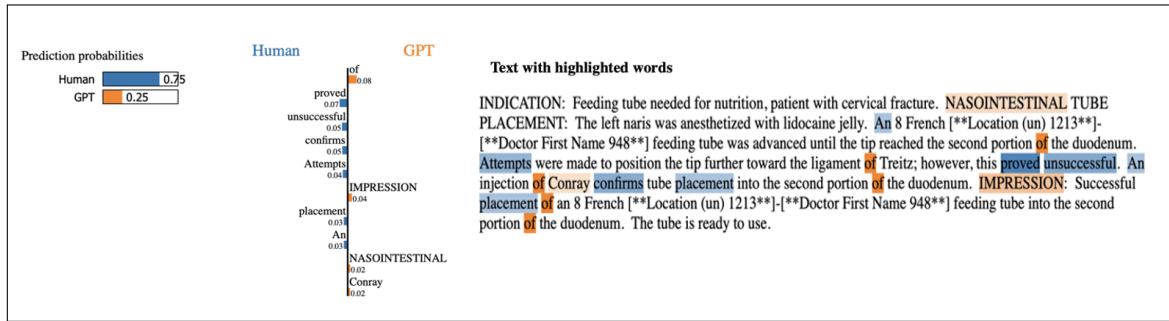 Prediction probabilities
Human 0.75
GPT 0.25
Human GPT
of
0.08
proved
0.07
unsuccessful
0.05
confirms
0.05
Attempts
0.04
IMPRESSION
0.04
placement
0.03
An
0.03
NASOINTESTINAL
0.02
Conray
0.02
Text with highlighted words
INDICATION: Feeding tube needed for nutrition, patient with cervical fracture. NASOINTESTINAL TUBE
PLACEMENT: The left naris was anesthetized with lidocaine jelly. An 8 French [**Location (un) 1213**]-
[**Doctor First Name 948**] feeding tube was advanced until the tip reached the second portion of the duodenum.
Attempts were made to position the tip further toward the ligament of Treitz; however, this proved unsuccessful. An
injection of Conray confirms tube placement into the second portion of the duodenum. IMPRESSION: Successful
placement of an 8 French [**Location (un) 1213**]-[**Doctor First Name 948**] feeding tube into the second
portion of the duodenum. The tube is ready to use.